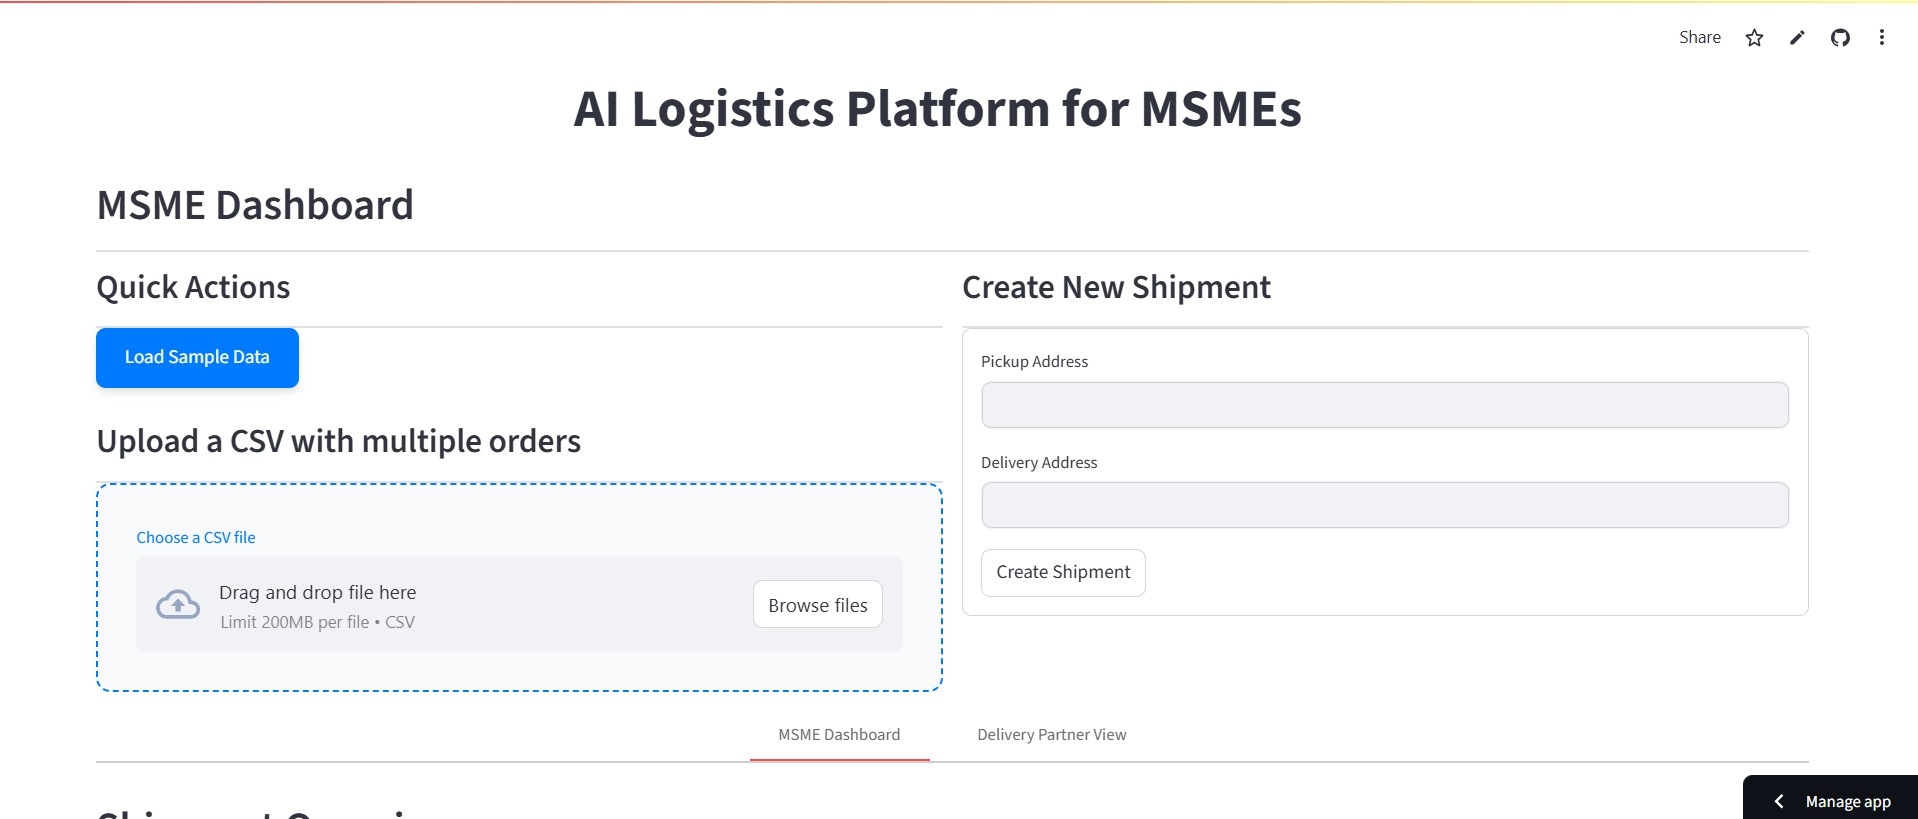 Share
AI Logistics Platform for MSMEs
MSME Dashboard
Quick Actions
Load Sample Data
Upload a CSV with multiple orders
Choose a CSV file
Drag and drop file here
Limit 200MB per file • CSV
Browse files
Create New Shipment
Pickup Address
Delivery Address
Create Shipment
MSME Dashboard
Delivery Partner View
Manage app